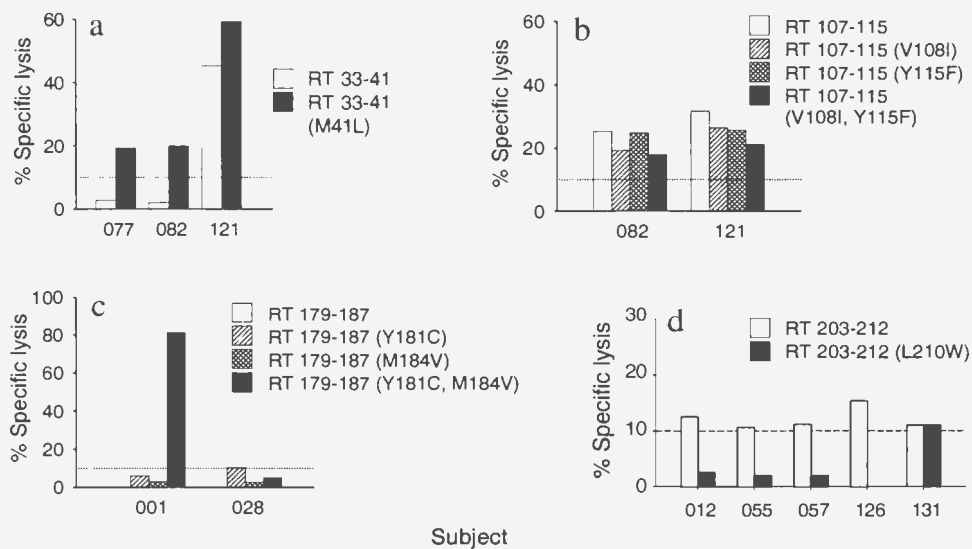 a
60
40
20
0
% Specific lysis
RT 33-41
RT 33-41
(M41L)
077 082 121
b
60
40
20
0
% Specific lysis
RT 107-115
RT 107-115 (V108I)
RT 107-115 (Y115F)
RT 107-115
(V108I, Y115F)
082 121
c
100
80
60
40
20
0
% Specific lysis
RT 179-187
RT 179-187 (Y181C)
RT 179-187 (M184V)
RT 179-187 (Y181C, M184V)
001 028
d
30
20
10
0
% Specific lysis
RT 203-212
RT 203-212 (L210W)
012 055 057 126 131
Subject